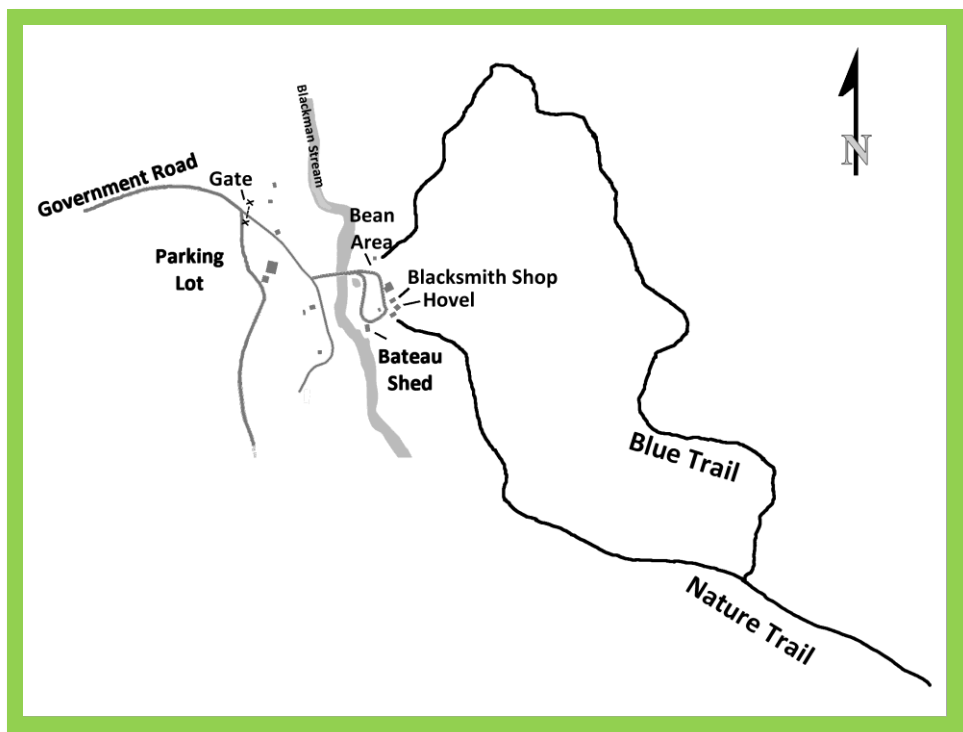 Blackman Stream
N
Government Road
Gate
Bean
Area
Parking
Lot
Blacksmith Shop
Hovel
Bateau
Shed
Blue Trail
Nature Trail